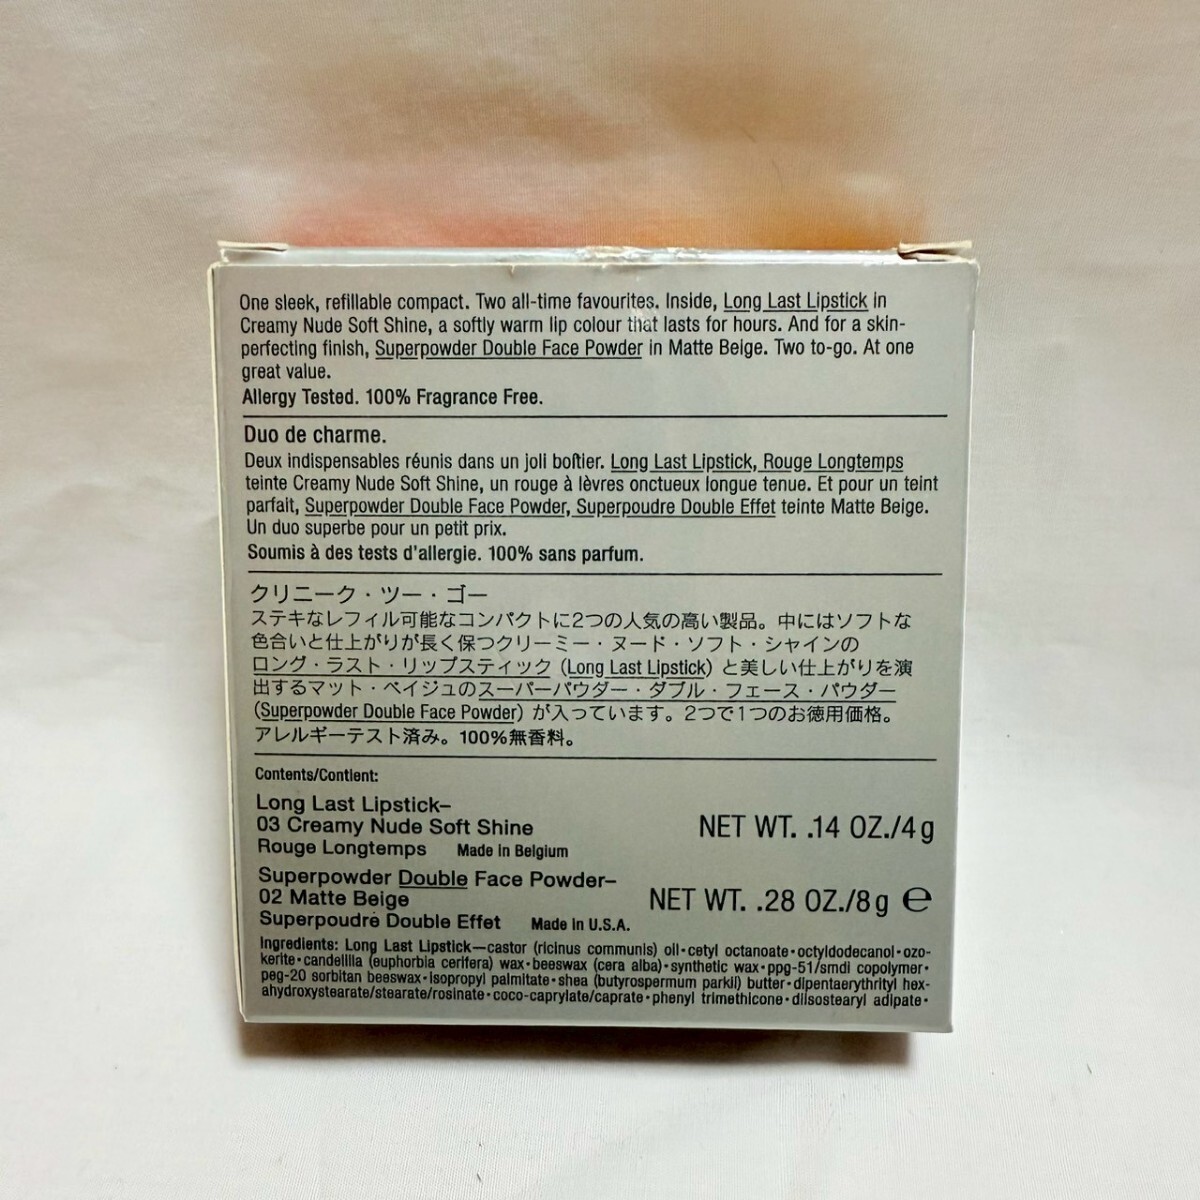 One sleek, refillable compact. Two all-time favourites. Inside, Long Last Lipstick in
Creamy Nude Soft Shine, a softly warm lip colour that lasts for hours. And for a skin-
perfecting finish, Superpowder Double Face Powder in Matte Beige. Two to-go. At one
great value.
Allergy Tested. 100% Fragrance Free.
Duo de charme.
Deux indispensables réunis dans un joli boîtier. Long Last Lipstick, Rouge Longtemps
teinte Creamy Nude Soft Shine, un rouge à lèvres onctueux longue tenue. Et pour un teint
parfait, Superpowder Double Face Powder, Superpoudre Double Effet teinte Matte Beige.
Un duo superbe pour un petit prix.
Soumis à des tests d'allergie. 100% sans parfum.
クリニーク・ツー・ゴー
ステキなレフィル可能なコンパクトに2つの人気の高い製品。中にはソフトな
色合いと仕上がりが長く保つクリーミー・ヌード・ソフト・シャインの
ロング・ラスト・リップスティック (Long Last Lipstick) と美しい仕上がりを演
出するマット・ベイジュのスーパーパウダー・ダブル・フェース・パウダー
(Superpowder Double Face Powder) が入っています。2つで1つのお徳用価格。
アレルギーテスト済み。100%無香料。
Contents/Contient:
Long Last Lipstick–
03 Creamy Nude Soft Shine
Rouge Longtemps Made in Belgium
NET WT. .14 OZ./4 g
Superpowder Double Face Powder–
02 Matte Beige
Superpoudre Double Effet Made in U.S.A.
NET WT. .28 OZ./8 g ℮
Ingredients: Long Last Lipstick—castor (ricinus communis) oil•cetyl octanoate•octyldodecanol•ozo-
kerite•candelilla (euphorbia cerifera) wax•beeswax (cera alba)•synthetic wax•ppg-51/smdi copolymer•
peg-20 sorbitan beeswax•isopropyl palmitate•shea (butyrospermum parkii) butter•dipentaerythrityl hex-
ahydroxystearate/stearate/rosinate•coco-caprylate/caprate•phenyl trimethicone•diisostearyl adipate•